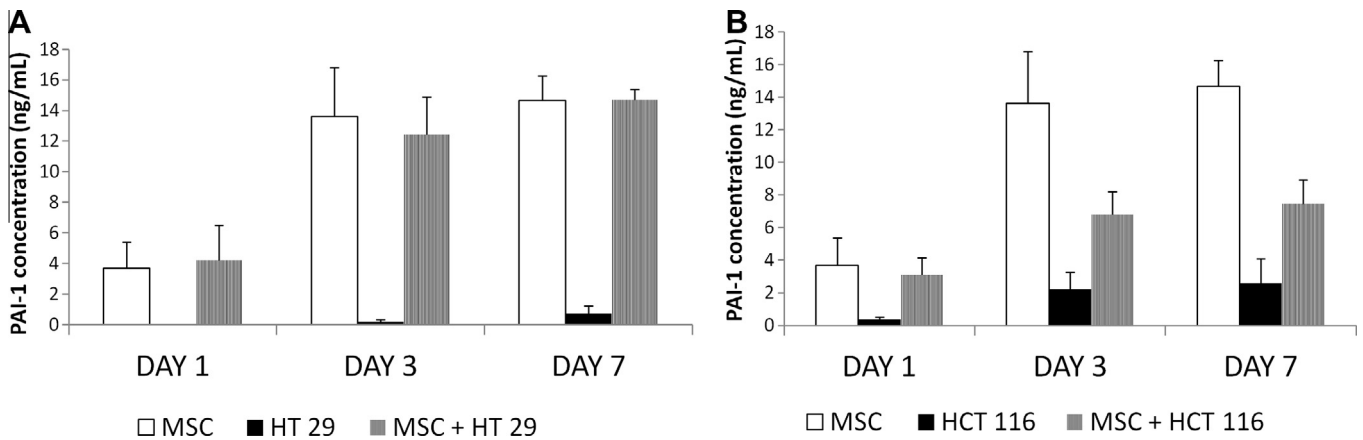 A
PAI-1 concentration (ng/mL)
18
16
14
12
10
8
6
4
2
0
DAY 1 DAY 3 DAY 7
MSC HT 29 MSC + HT 29
B
PAI-1 concentration (ng/mL)
18
16
14
12
10
8
6
4
2
0
DAY 1 DAY 3 DAY 7
MSC HCT 116 MSC + HCT 116